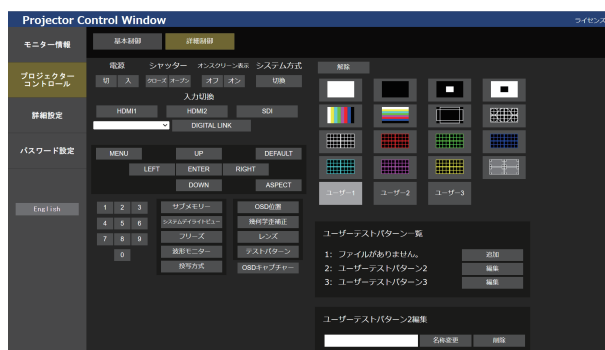 Projector Control Window
ライセンス
モニター情報
基本制御
詳細制御
プロジェクター
コントロール
詳細設定
パスワード設定
English
電源
シャッター
オンスクリーン表示
システム方式
切
入
クローズ
オープン
オフ
オン
切換
入力切換
HDMI1
HDMI2
SDI
DIGITAL LINK
MENU
UP
DEFAULT
LEFT
ENTER
RIGHT
DOWN
ASPECT
1 2 3
4 5 6
7 8 9
0
サブメモリー
システムデイライトビュー
フリーズ
波形モニター
投写方式
OSD位置
幾何学歪補正
レンズ
テストパターン
OSDキャプチャー
解除
ユーザー1
ユーザー2
ユーザー3
ユーザーテストパターン一覧
1: ファイルがありません。
追加
2: ユーザーテストパターン2
編集
3: ユーザーテストパターン3
編集
ユーザーテストパターン2編集
名称変更
削除